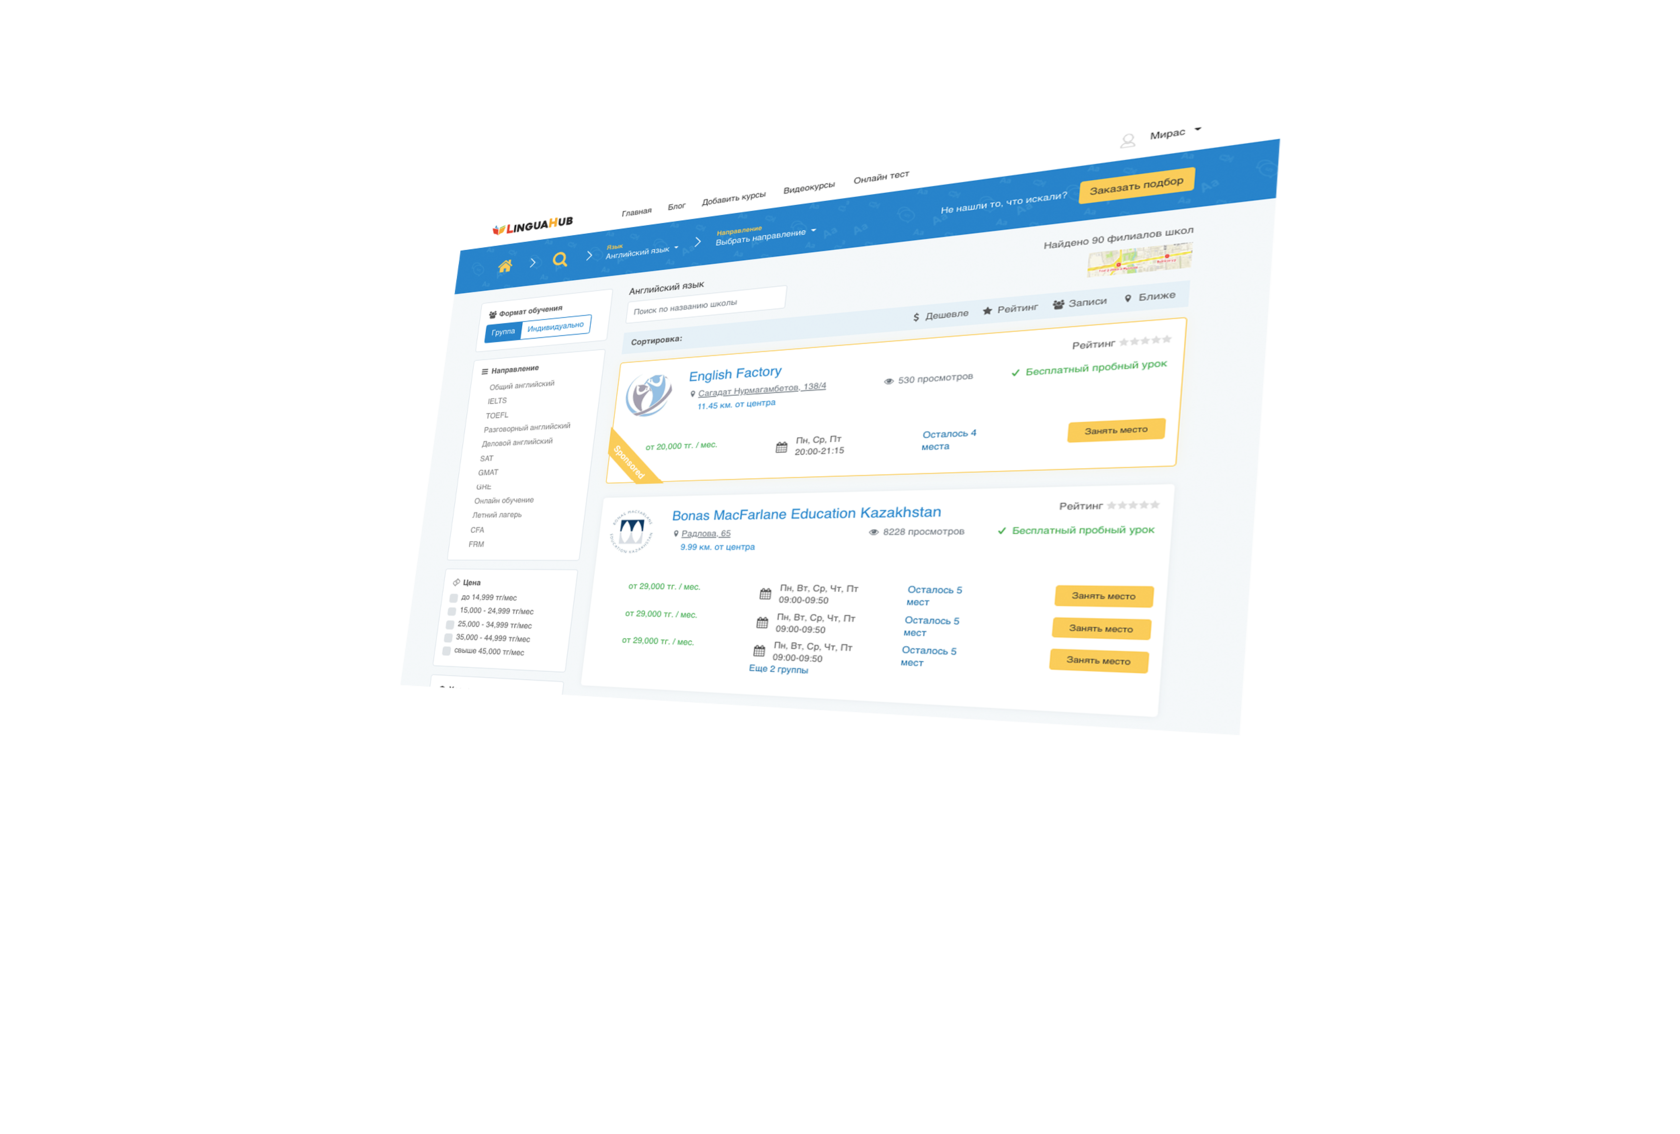 Мирас
LINGUAHUB
Главная
Блог
Добавить курсы
Видеокурсы
Онлайн тест
Язык
Английский язык
Направление
Выбрать направление
Не нашли то, что искали?
Заказать подбор
Найдено 90 филиалов школ
Формат обучения
Группа
Индивидуально
Направление
Общий английский
IELTS
TOEFL
Разговорный английский
Деловой английский
SAT
GMAT
GRE
Онлайн обучение
Летний лагерь
CFA
FRM
Цена
до 14,999 тг/мес
15,000 - 24,999 тг/мес
25,000 - 34,999 тг/мес
35,000 - 44,999 тг/мес
свыше 45,000 тг/мес
Английский язык
Поиск по названию школы
Сортировка:
Дешевле
Рейтинг
Записи
Ближе
English Factory
Сагадат Нурмагамбетов, 138/4
11.45 км. от центра
530 просмотров
Рейтинг
Бесплатный пробный урок
Sponsored
от 20,000 тг. / мес.
Пн, Ср, Пт
20:00-21:15
Осталось 4
места
Занять место
Bonas MacFarlane Education Kazakhstan
BONAS MACFARLANE
EDUCATION KAZAKHSTAN
Радлова, 65
9.99 км. от центра
8228 просмотров
Рейтинг
Бесплатный пробный урок
от 29,000 тг. / мес.
Пн, Вт, Ср, Чт, Пт
09:00-09:50
Осталось 5
мест
Занять место
от 29,000 тг. / мес.
Пн, Вт, Ср, Чт, Пт
09:00-09:50
Осталось 5
мест
Занять место
от 29,000 тг. / мес.
Пн, Вт, Ср, Чт, Пт
09:00-09:50
Осталось 5
мест
Занять место
Еще 2 группы